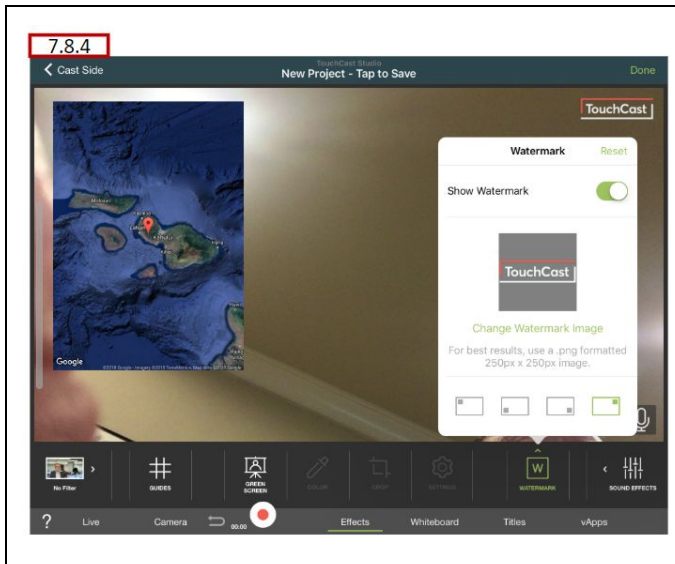 7.8.4
TouchCast Studio
Cast Side
New Project - Tap to Save
Done
TouchCast
Watermark
Reset
Show Watermark
TouchCast
Change Watermark Image
For best results, use a .png formatted
250px x 250px image.
Google
No Filter
GUIDES
GREEN
SCREEN
COLOR
CROP
SETTINGS
W
WATERMARK
SOUND EFFECTS
?
Live
Camera
00:00
Effects
Whiteboard
Titles
vApps